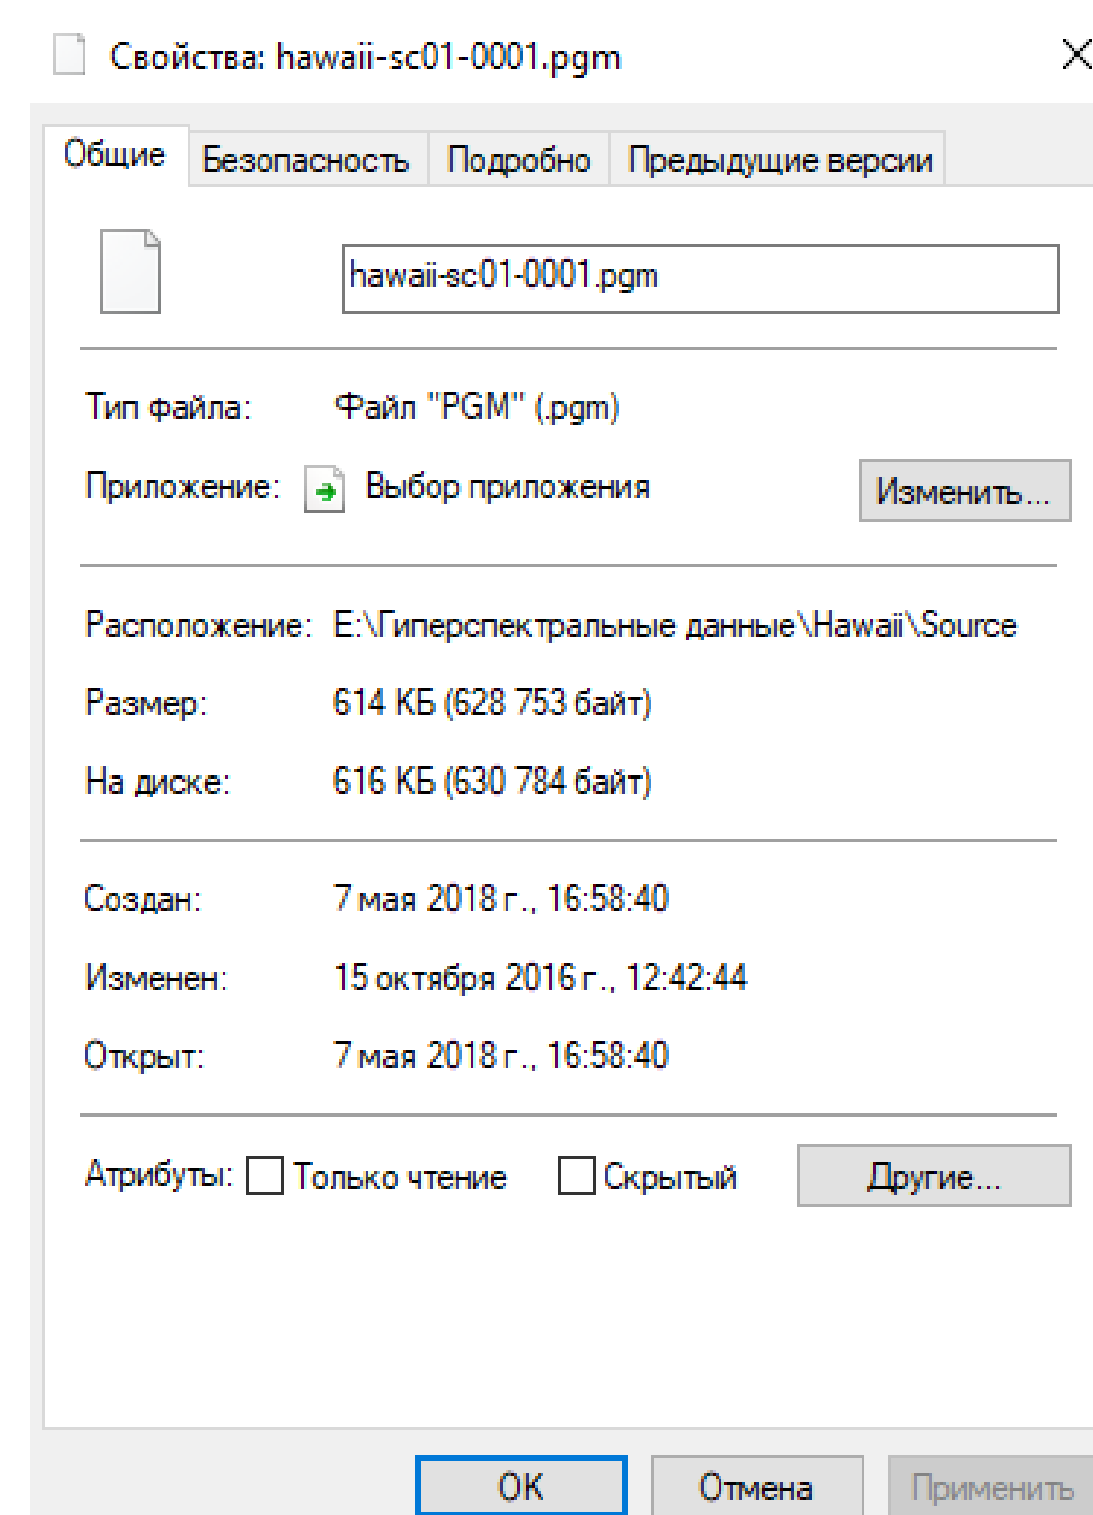 Свойства: hawaii-sc01-0001.pgm
Общие Безопасность Подробно Предыдущие версии
hawaii-sc01-0001.pgm
Тип файла: Файл "PGM" (.pgm)
Приложение: Выбор приложения Изменить...
Расположение: E:\Гиперспектральные данные\Hawaii\Source
Размер: 614 КБ (628 753 байт)
На диске: 616 КБ (630 784 байт)
Создан: 7 мая 2018 г., 16:58:40
Изменен: 15 октября 2016 г., 12:42:44
Открыт: 7 мая 2018 г., 16:58:40
Атрибуты: Только чтение Скрытый Другие...
ОК Отмена Применить